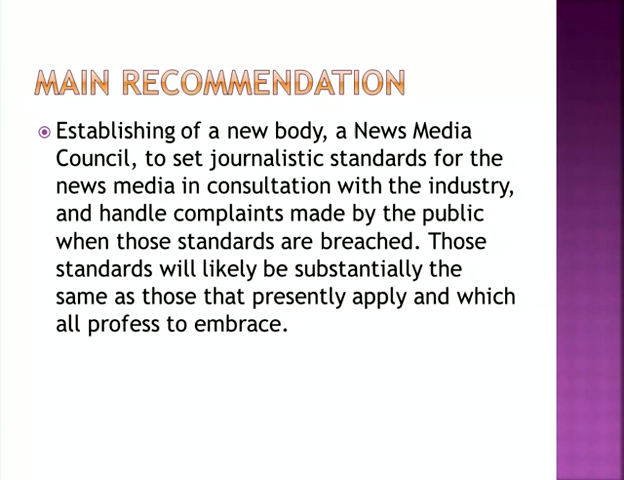 MAIN RECOMMENDATION
Establishing of a new body, a News Media
Council, to set journalistic standards for the
news media in consultation with the industry,
and handle complaints made by the public
when those standards are breached. Those
standards will likely be substantially the
same as those that presently apply and which
all profess to embrace.